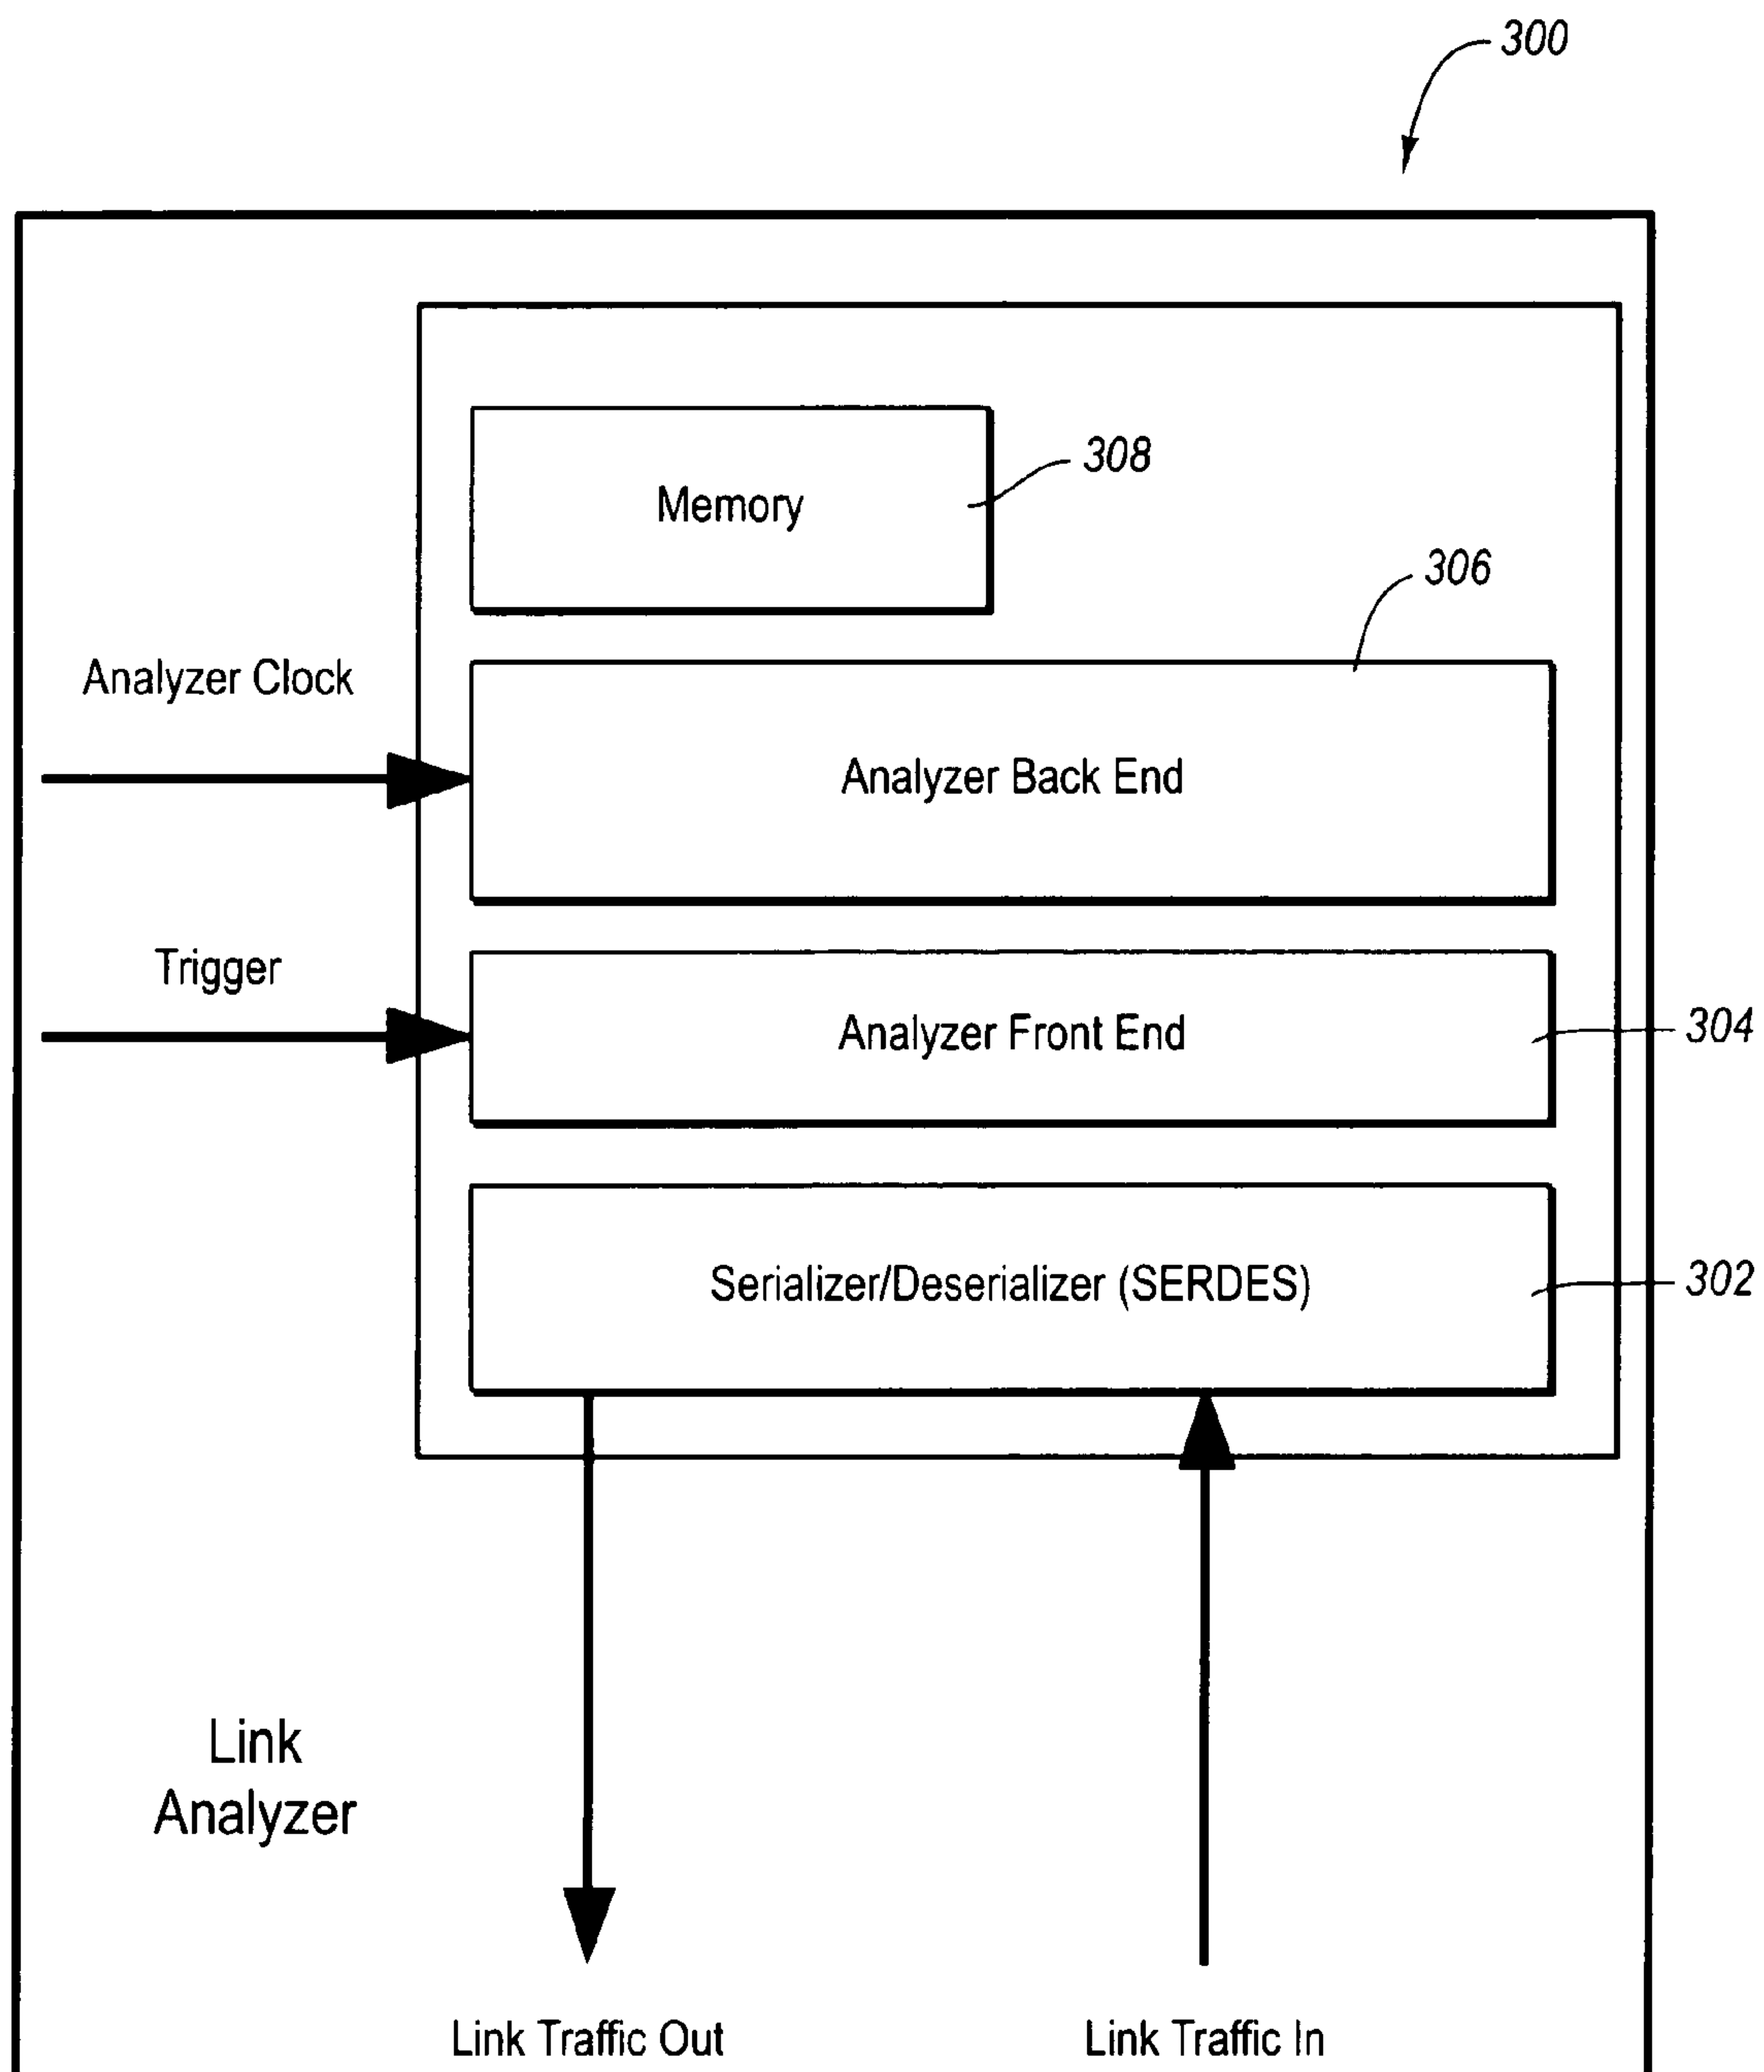 300
Memory
308
306
Analyzer Clock
Analyzer Back End
Trigger
Analyzer Front End
304
Serializer/Deserializer (SERDES)
302
Link
Analyzer
Link Traffic Out
Link Traffic In